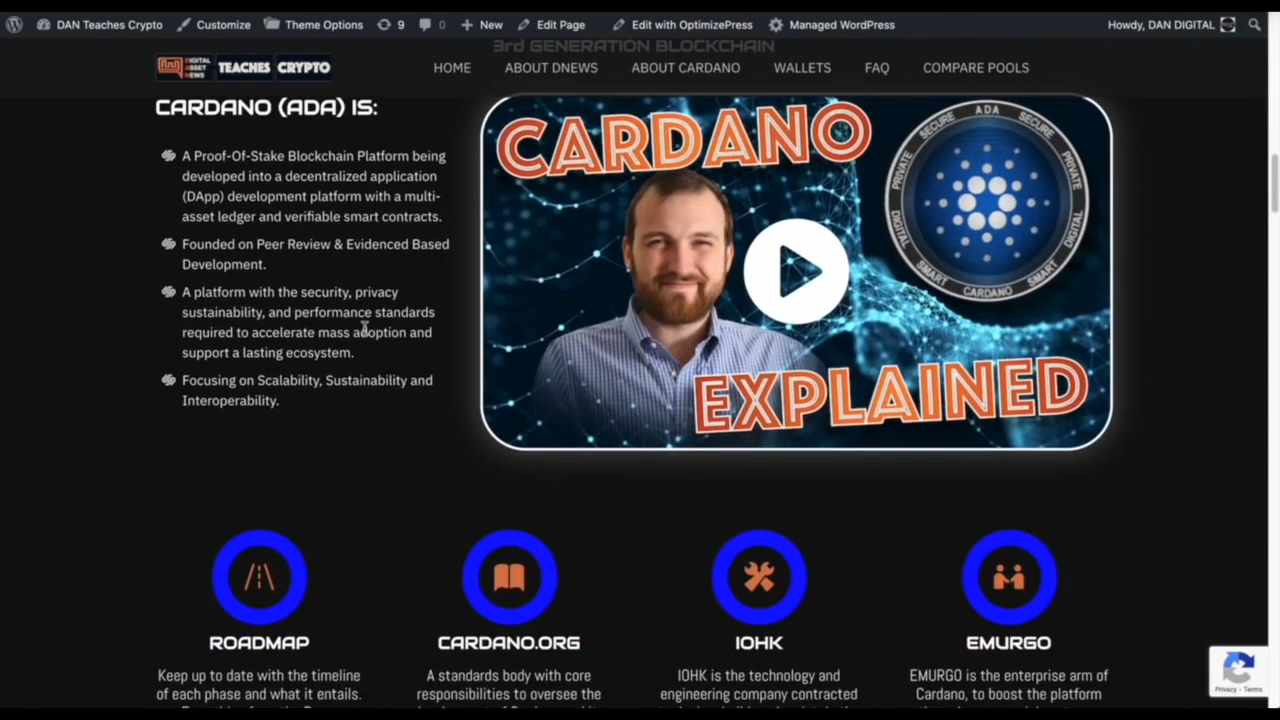 DAN Teaches Crypto Customize Theme Options 9 0 New Edit Page Edit with OptimizePress Managed WordPress Howdy, DAN DIGITAL
3rd GENERATION BLOCKCHAIN
DIGITAL
ASSET
NEWS
TEACHES CRYPTO
HOME ABOUT DNEWS ABOUT CARDANO WALLETS FAQ COMPARE POOLS
CARDANO (ADA) IS:
A Proof-Of-Stake Blockchain Platform being
developed into a decentralized application
(DApp) development platform with a multi-
asset ledger and verifiable smart contracts.
Founded on Peer Review & Evidenced Based
Development.
A platform with the security, privacy
sustainability, and performance standards
required to accelerate mass adoption and
support a lasting ecosystem.
Focusing on Scalability, Sustainability and
Interoperability.
CARDANO
EXPLAINED
ADA SECURE PRIVATE DIGITAL SMART CARDANO SMART DIGITAL PRIVATE SECURE
ROADMAP
Keep up to date with the timeline
of each phase and what it entails.
CARDANO.ORG
A standards body with core
responsibilities to oversee the
IOHK
IOHK is the technology and
engineering company contracted
EMURGO
EMURGO is the enterprise arm of
Cardano, to boost the platform
Privacy - Terms